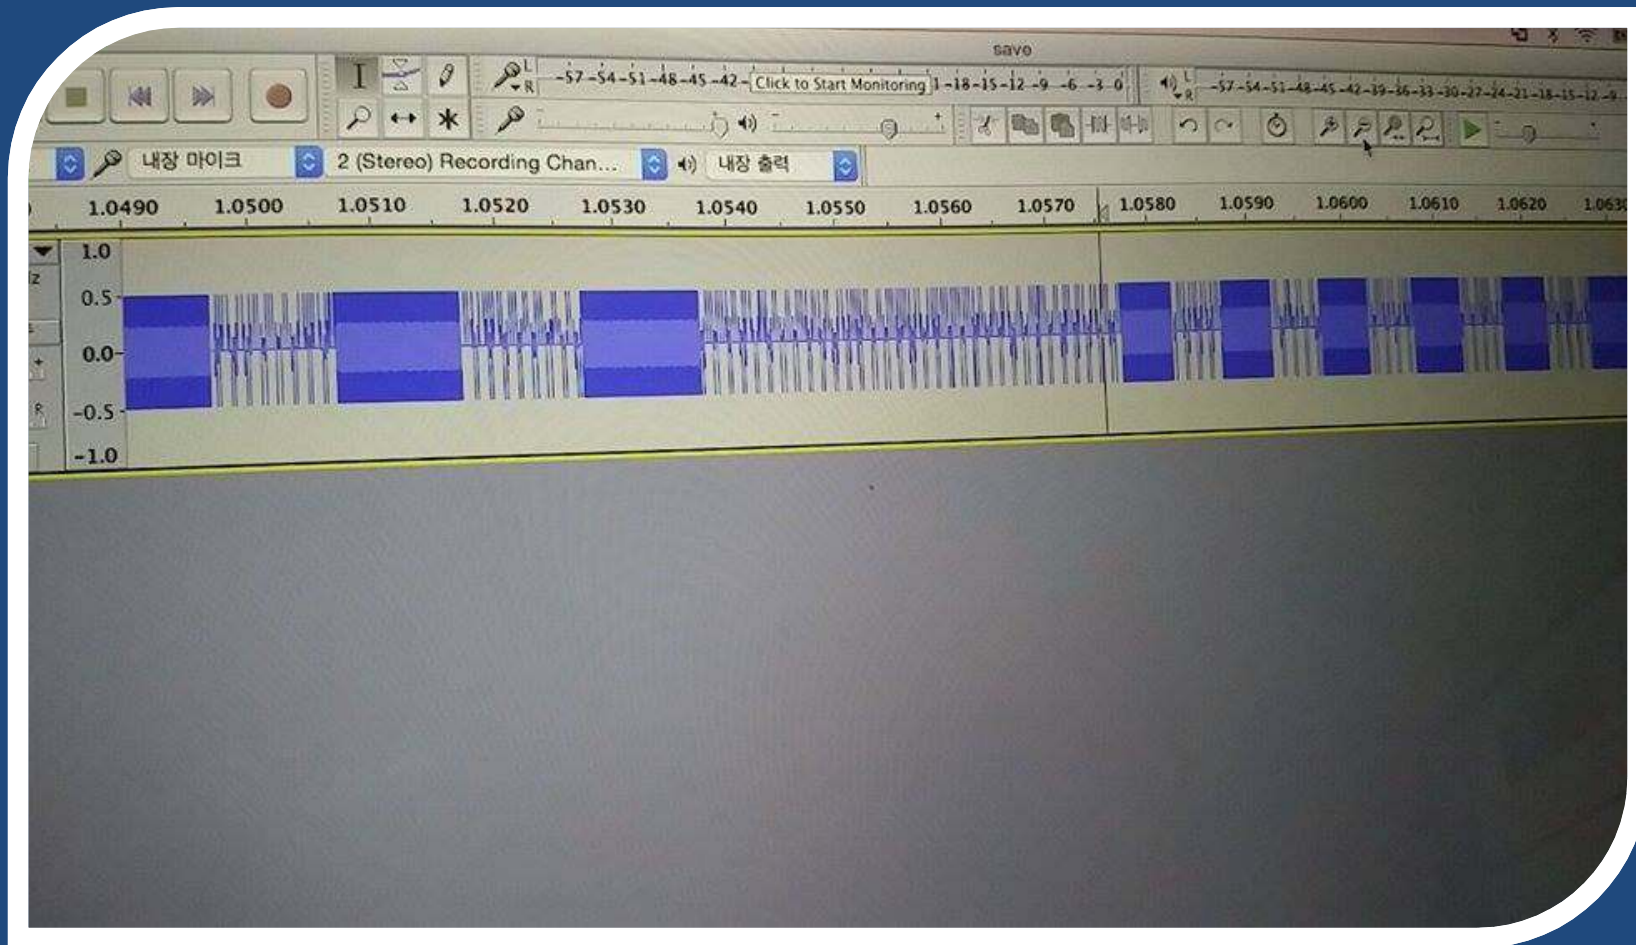 save
-57 -54 -51 -48 -45 -42 - Click to Start Monitoring 1 -18 -15 -12 -9 -6 -3 0
L
R
-57 -54 -51 -48 -45 -42 -39 -36 -33 -30 -27 -24 -21 -18 -15 -12 -9
L
R
내장 마이크
2 (Stereo) Recording Chan...
내장 출력
1.0490 1.0500 1.0510 1.0520 1.0530 1.0540 1.0550 1.0560 1.0570 1.0580 1.0590 1.0600 1.0610 1.0620 1.0630
1.0
0.5
0.0
-0.5
-1.0
z
R